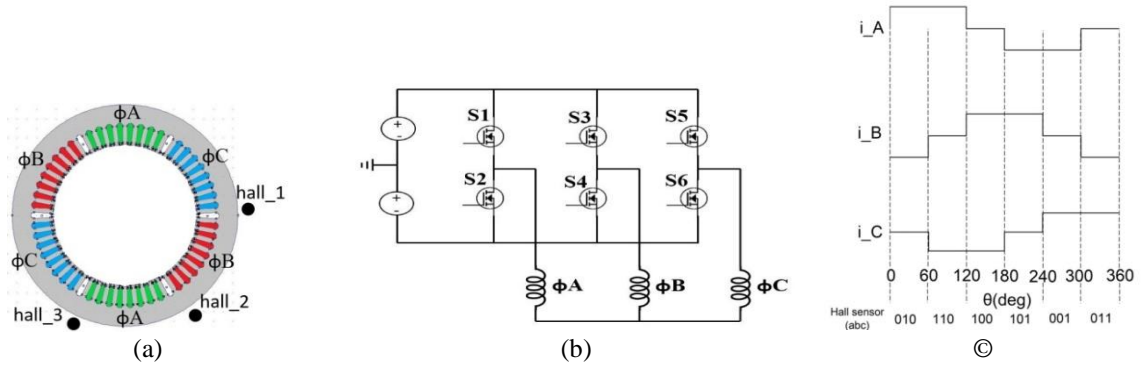 ϕA
ϕB
ϕC
hall_1
ϕC
ϕB
hall_3
hall_2
ϕA
(a)
S1
S3
S5
S2
S4
S6
ϕA
ϕB
ϕC
(b)
i_A
i_B
i_C
0 60 120 180 240 300 360
θ(deg)
Hall sensor
(abc)
010 110 100 101 001 011
©